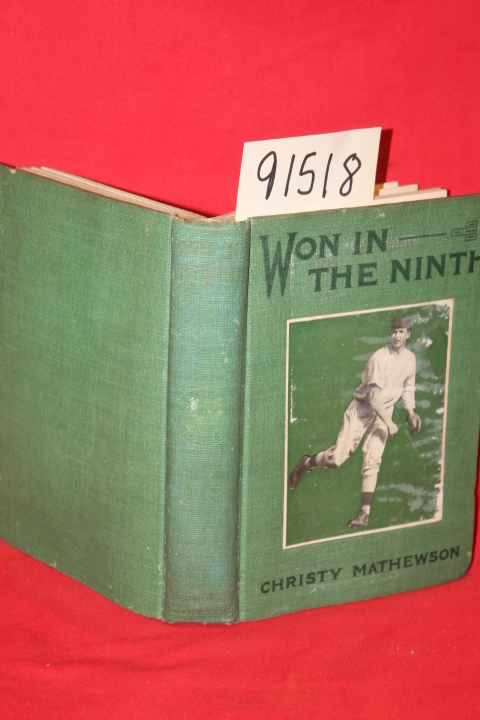 91518
WON IN
THE NINTH
CHRISTY MATHEWSON